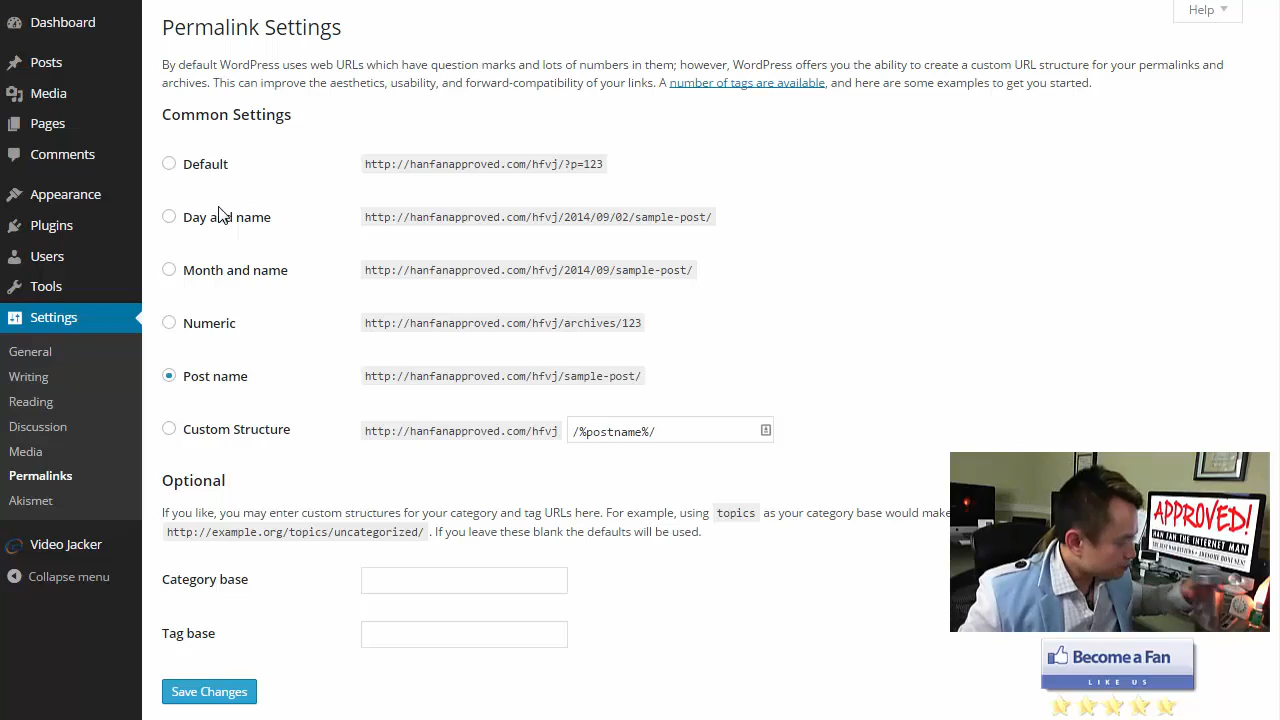 Dashboard
Posts
Media
Pages
Comments
Appearance
Plugins
Users
Tools
Settings
General
Writing
Reading
Discussion
Media
Permalinks
Akismet
Video Jacker
Collapse menu
Help
Permalink Settings
By default WordPress uses web URLs which have question marks and lots of numbers in them; however, WordPress offers you the ability to create a custom URL structure for your permalinks and
archives. This can improve the aesthetics, usability, and forward-compatibility of your links. A number of tags are available, and here are some examples to get you started.
Common Settings
Default http://hanfanapproved.com/hfvj/?p=123
Day and name http://hanfanapproved.com/hfvj/2014/09/02/sample-post/
Month and name http://hanfanapproved.com/hfvj/2014/09/sample-post/
Numeric http://hanfanapproved.com/hfvj/archives/123
Post name http://hanfanapproved.com/hfvj/sample-post/
Custom Structure http://hanfanapproved.com/hfvj /%postname%/
Optional
If you like, you may enter custom structures for your category and tag URLs here. For example, using topics as your category base would make
http://example.org/topics/uncategorized/ . If you leave these blank the defaults will be used.
Category base
Tag base
Save Changes
APPROVED!
HAN FAN THE INTERNET MAN
Become a Fan
LIKE US